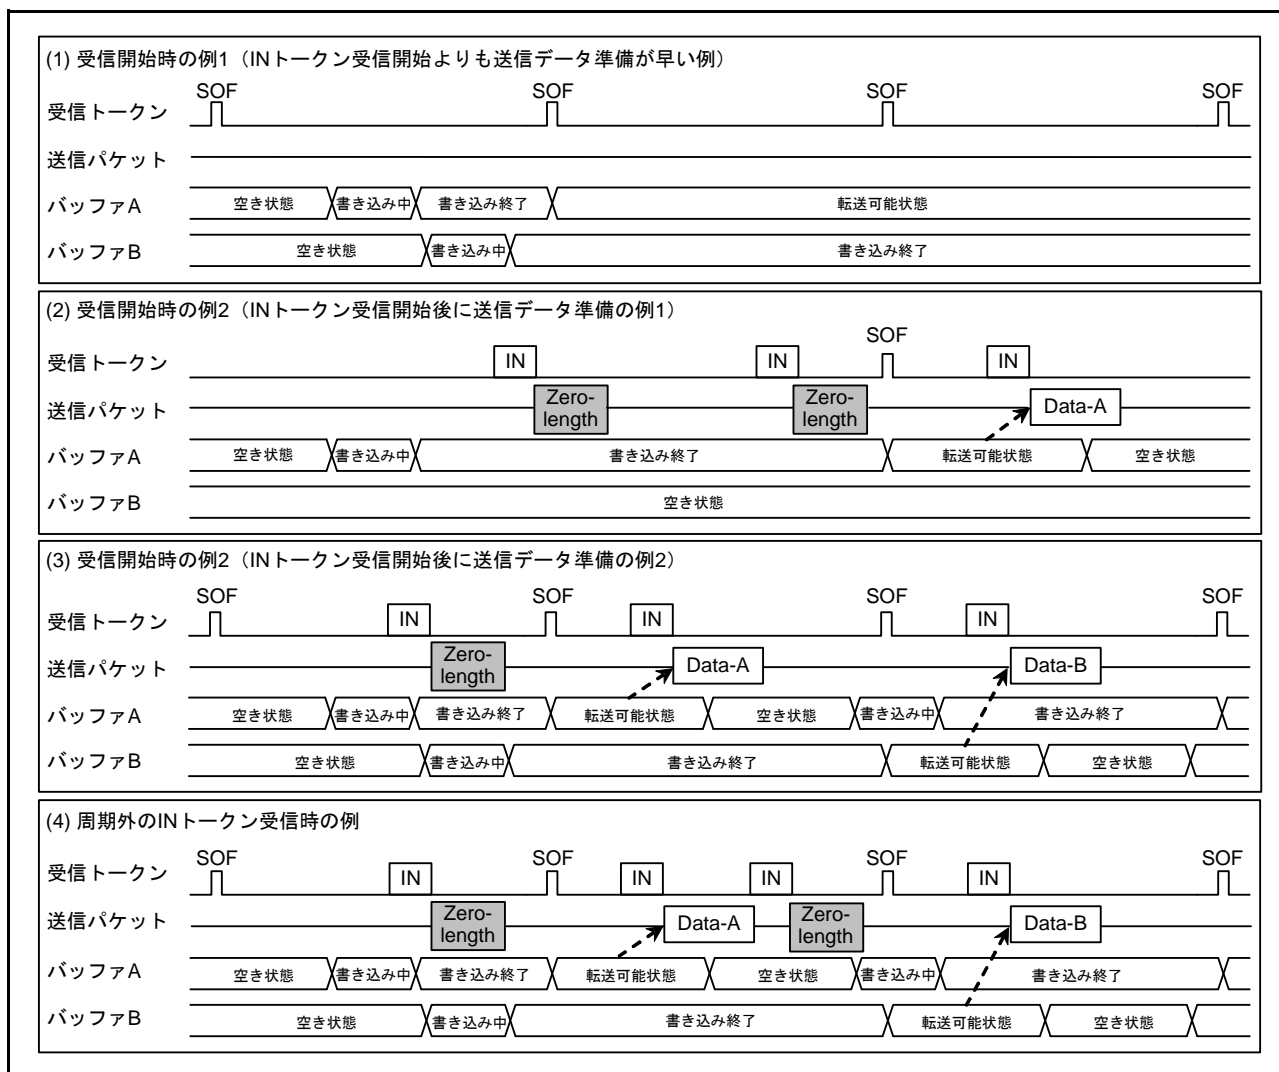 (1) 受信開始時の例1（INトークン受信開始よりも送信データ準備が早い例）
SOF SOF SOF SOF
受信トークン
送信パケット
バッファA 空き状態 書き込み中 書き込み終了 転送可能状態
バッファB 空き状態 書き込み中 書き込み終了
(2) 受信開始時の例2（INトークン受信開始後に送信データ準備の例1）
SOF
受信トークン IN IN IN
送信パケット Zero-length Zero-length Data-A
バッファA 空き状態 書き込み中 書き込み終了 転送可能状態 空き状態
バッファB 空き状態
(3) 受信開始時の例2（INトークン受信開始後に送信データ準備の例2）
SOF SOF SOF SOF
受信トークン IN IN IN
送信パケット Zero-length Data-A Data-B
バッファA 空き状態 書き込み中 書き込み終了 転送可能状態 空き状態 書き込み中 書き込み終了
バッファB 空き状態 書き込み中 書き込み終了 転送可能状態 空き状態
(4) 周期外のINトークン受信時の例
SOF SOF SOF SOF
受信トークン IN IN IN IN
送信パケット Zero-length Data-A Zero-length Data-B
バッファA 空き状態 書き込み中 書き込み終了 転送可能状態 空き状態 書き込み中 書き込み終了
バッファB 空き状態 書き込み中 書き込み終了 転送可能状態 空き状態